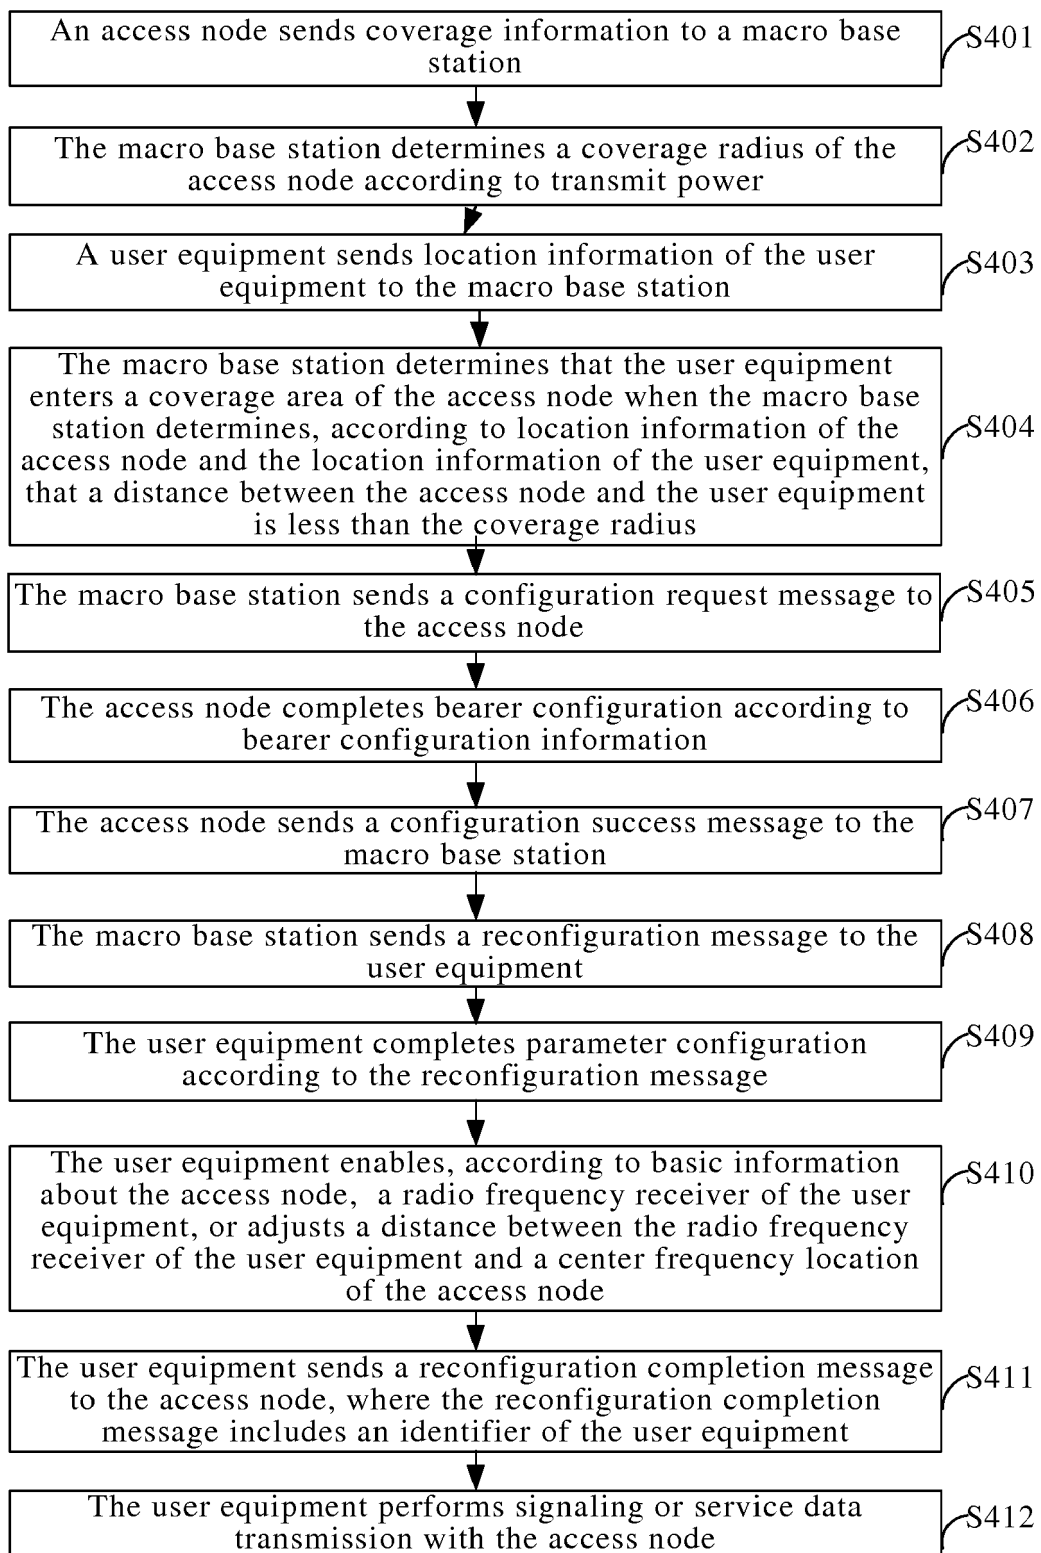 An access node sends coverage information to a macro base
station
S401
The macro base station determines a coverage radius of the
access node according to transmit power
S402
A user equipment sends location information of the user
equipment to the macro base station
S403
The macro base station determines that the user equipment
enters a coverage area of the access node when the macro base
station determines, according to location information of the
access node and the location information of the user equipment,
that a distance between the access node and the user equipment
is less than the coverage radius
S404
The macro base station sends a configuration request message to
the access node
S405
The access node completes bearer configuration according to
bearer configuration information
S406
The access node sends a configuration success message to the
macro base station
S407
The macro base station sends a reconfiguration message to the
user equipment
S408
The user equipment completes parameter configuration
according to the reconfiguration message
S409
The user equipment enables, according to basic information
about the access node, a radio frequency receiver of the user
equipment, or adjusts a distance between the radio frequency
receiver of the user equipment and a center frequency location
of the access node
S410
The user equipment sends a reconfiguration completion message
to the access node, where the reconfiguration completion
message includes an identifier of the user equipment
S411
The user equipment performs signaling or service data
transmission with the access node
S412